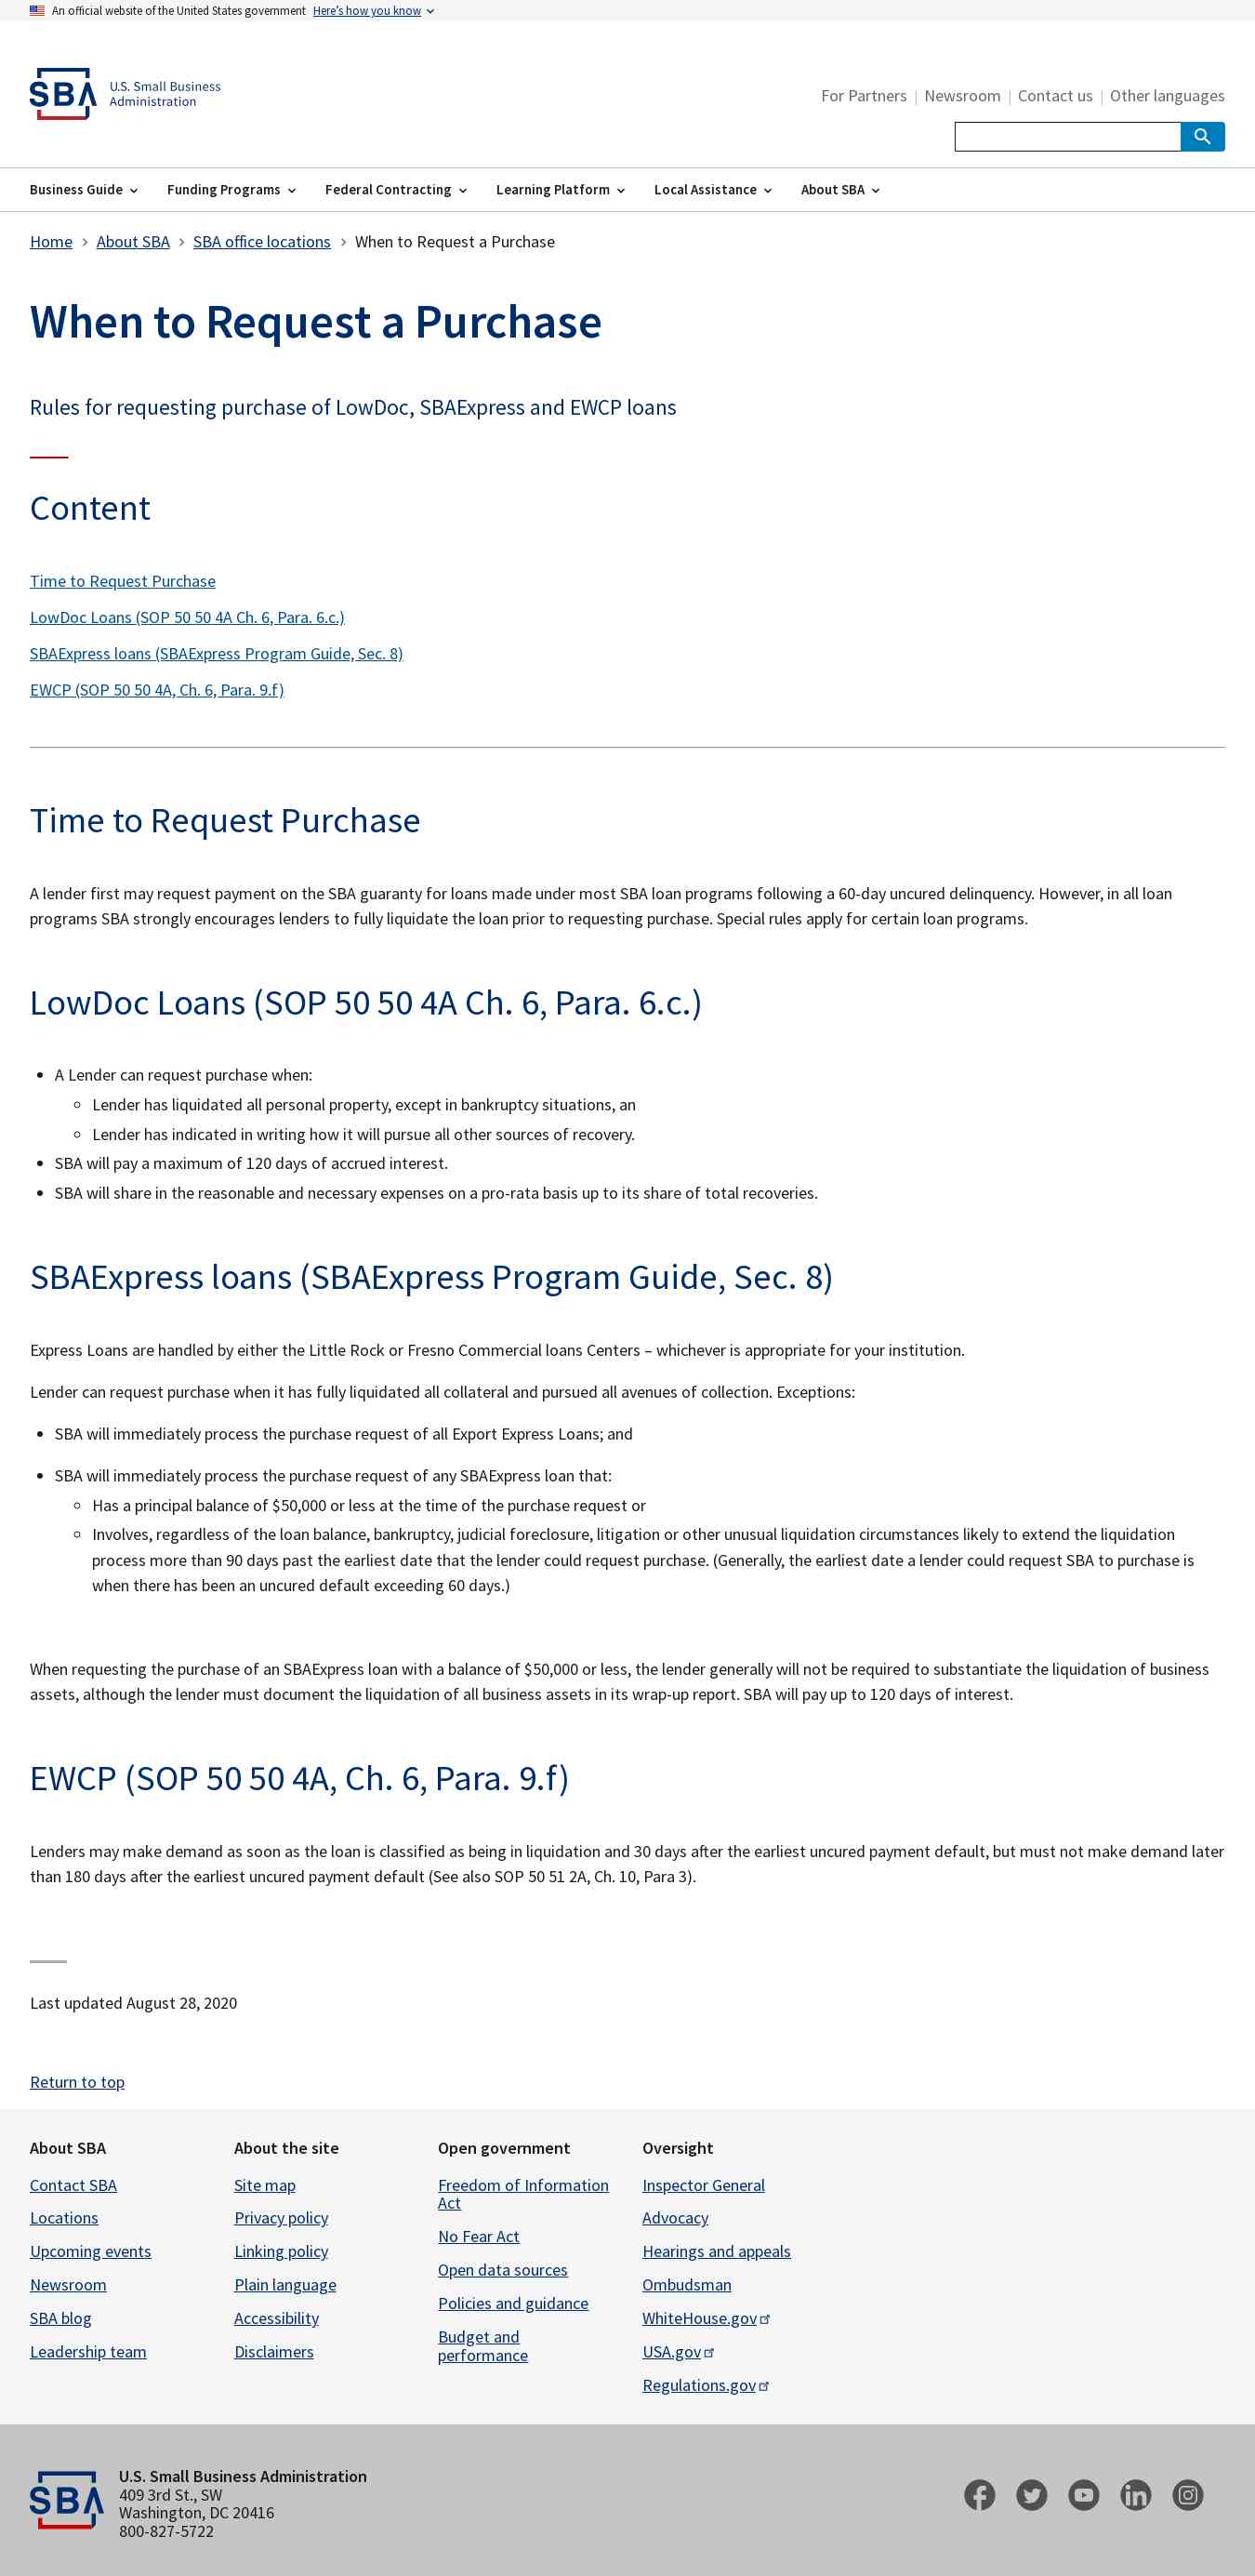 An official website of the United States government Here’s how you know
SBA
U.S. Small Business
Administration
For Partners | Newsroom | Contact us | Other languages
Business Guide Funding Programs Federal Contracting Learning Platform Local Assistance About SBA
Home > About SBA > SBA office locations > When to Request a Purchase
When to Request a Purchase
Rules for requesting purchase of LowDoc, SBAExpress and EWCP loans
Content
Time to Request Purchase
LowDoc Loans (SOP 50 50 4A Ch. 6, Para. 6.c.)
SBAExpress loans (SBAExpress Program Guide, Sec. 8)
EWCP (SOP 50 50 4A, Ch. 6, Para. 9.f)
Time to Request Purchase
A lender first may request payment on the SBA guaranty for loans made under most SBA loan programs following a 60-day uncured delinquency. However, in all loan
programs SBA strongly encourages lenders to fully liquidate the loan prior to requesting purchase. Special rules apply for certain loan programs.
LowDoc Loans (SOP 50 50 4A Ch. 6, Para. 6.c.)
• A Lender can request purchase when:
◦ Lender has liquidated all personal property, except in bankruptcy situations, an
◦ Lender has indicated in writing how it will pursue all other sources of recovery.
• SBA will pay a maximum of 120 days of accrued interest.
• SBA will share in the reasonable and necessary expenses on a pro-rata basis up to its share of total recoveries.
SBAExpress loans (SBAExpress Program Guide, Sec. 8)
Express Loans are handled by either the Little Rock or Fresno Commercial loans Centers – whichever is appropriate for your institution.
Lender can request purchase when it has fully liquidated all collateral and pursued all avenues of collection. Exceptions:
• SBA will immediately process the purchase request of all Export Express Loans; and
• SBA will immediately process the purchase request of any SBAExpress loan that:
◦ Has a principal balance of $50,000 or less at the time of the purchase request or
◦ Involves, regardless of the loan balance, bankruptcy, judicial foreclosure, litigation or other unusual liquidation circumstances likely to extend the liquidation
process more than 90 days past the earliest date that the lender could request purchase. (Generally, the earliest date a lender could request SBA to purchase is
when there has been an uncured default exceeding 60 days.)
When requesting the purchase of an SBAExpress loan with a balance of $50,000 or less, the lender generally will not be required to substantiate the liquidation of business
assets, although the lender must document the liquidation of all business assets in its wrap-up report. SBA will pay up to 120 days of interest.
EWCP (SOP 50 50 4A, Ch. 6, Para. 9.f)
Lenders may make demand as soon as the loan is classified as being in liquidation and 30 days after the earliest uncured payment default, but must not make demand later
than 180 days after the earliest uncured payment default (See also SOP 50 51 2A, Ch. 10, Para 3).
Last updated August 28, 2020
Return to top
About SBA
Contact SBA
Locations
Upcoming events
Newsroom
SBA blog
Leadership team
About the site
Site map
Privacy policy
Linking policy
Plain language
Accessibility
Disclaimers
Open government
Freedom of Information
Act
No Fear Act
Open data sources
Policies and guidance
Budget and
performance
Oversight
Inspector General
Advocacy
Hearings and appeals
Ombudsman
WhiteHouse.gov
USA.gov
Regulations.gov
SBA
U.S. Small Business Administration
409 3rd St., SW
Washington, DC 20416
800-827-5722